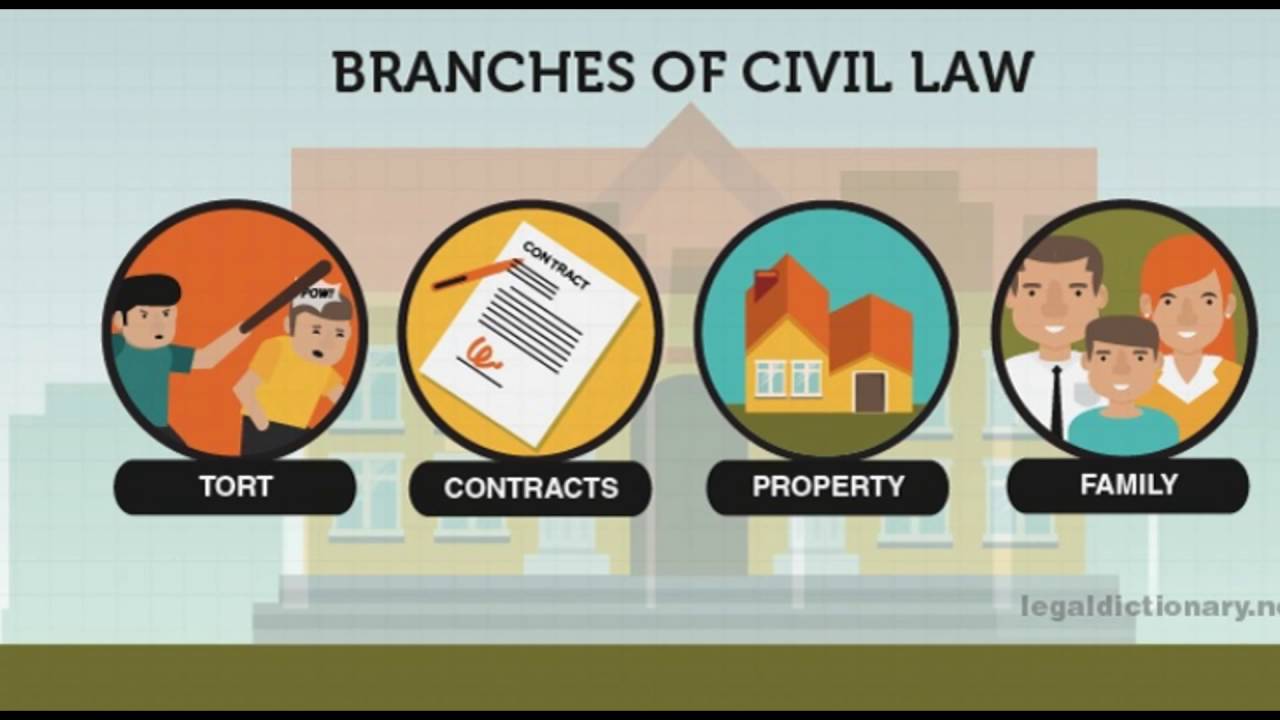 BRANCHES OF CIVIL LAW
POW!
CONTRACT
TORT
CONTRACTS
PROPERTY
FAMILY
legaldictionary.ne